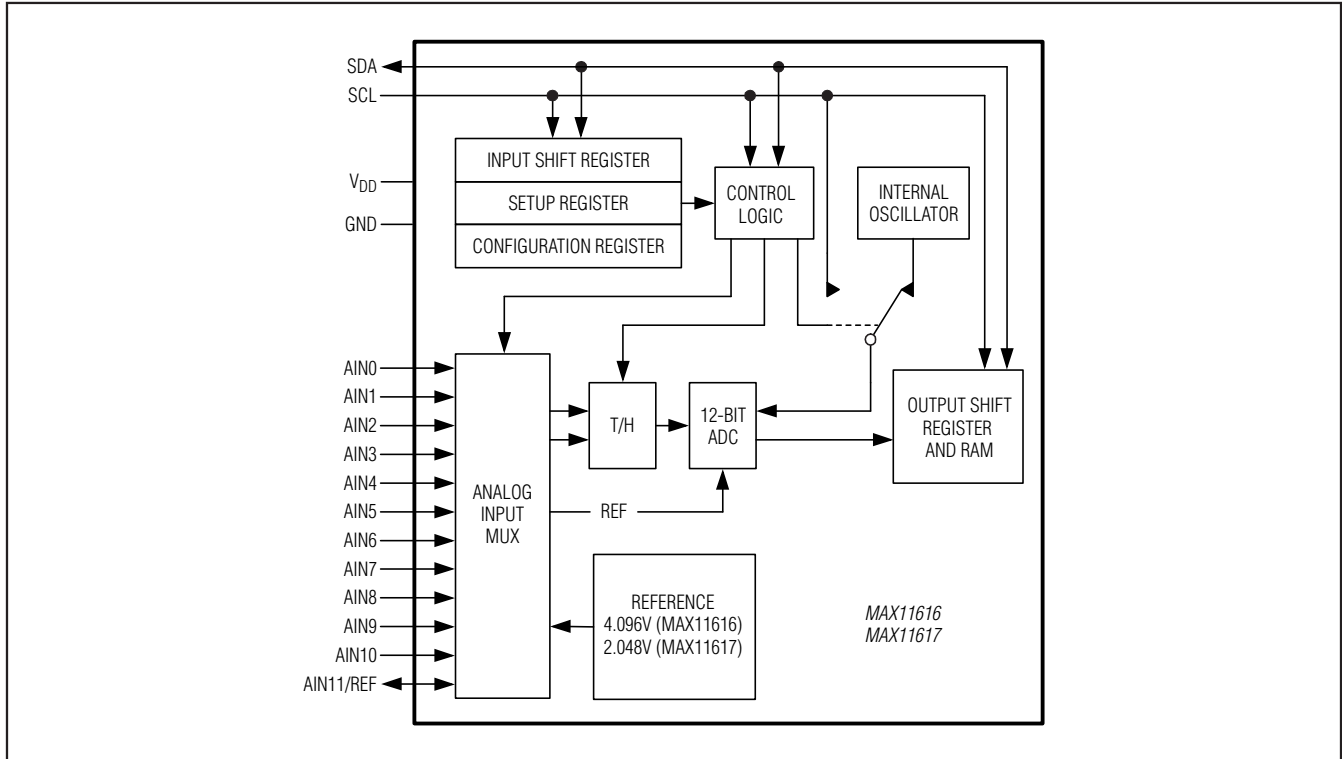 SDA
SCL
V_DD
GND
INPUT SHIFT REGISTER
SETUP REGISTER
CONFIGURATION REGISTER
CONTROL
LOGIC
INTERNAL
OSCILLATOR
AIN0
AIN1
AIN2
AIN3
AIN4
AIN5
AIN6
AIN7
AIN8
AIN9
AIN10
AIN11/REF
ANALOG
INPUT
MUX
T/H
12-BIT
ADC
OUTPUT SHIFT
REGISTER
AND RAM
REF
REFERENCE
4.096V (MAX11616)
2.048V (MAX11617)
MAX11616
MAX11617